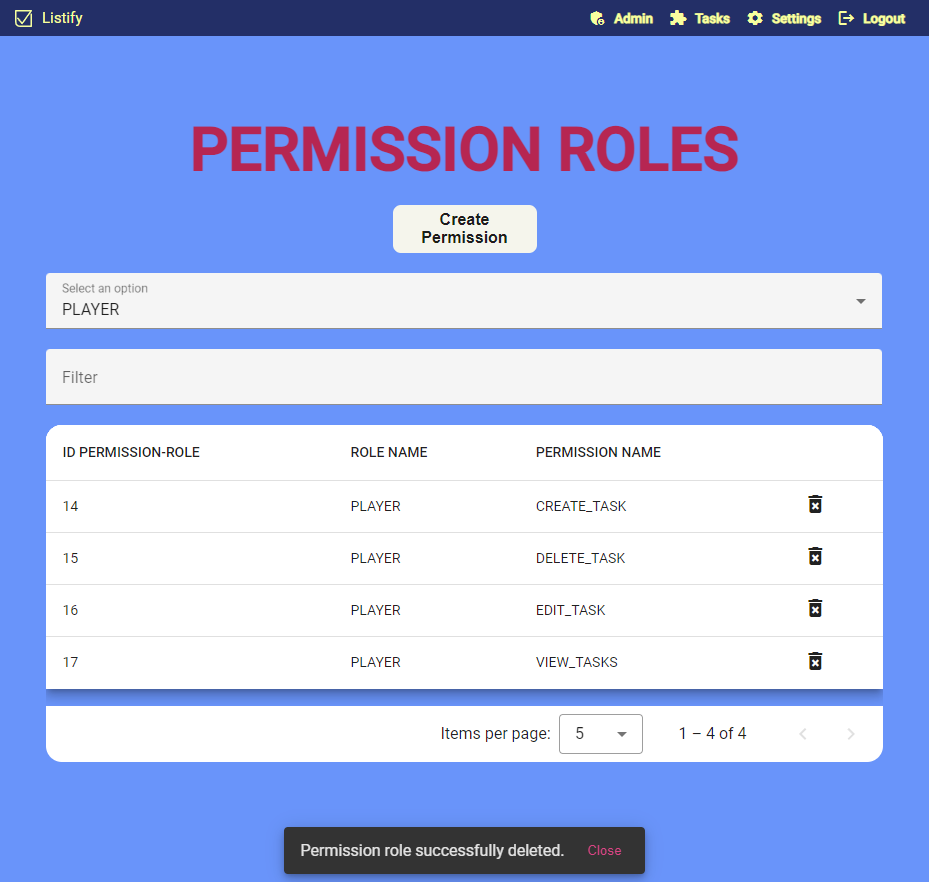 Listify Admin Tasks Settings Logout
PERMISSION ROLES
Create
Permission
Select an option
PLAYER
Filter
ID PERMISSION-ROLE ROLE NAME PERMISSION NAME
14 PLAYER CREATE_TASK
15 PLAYER DELETE_TASK
16 PLAYER EDIT_TASK
17 PLAYER VIEW_TASKS
Items per page: 5 1 – 4 of 4
Permission role successfully deleted. Close